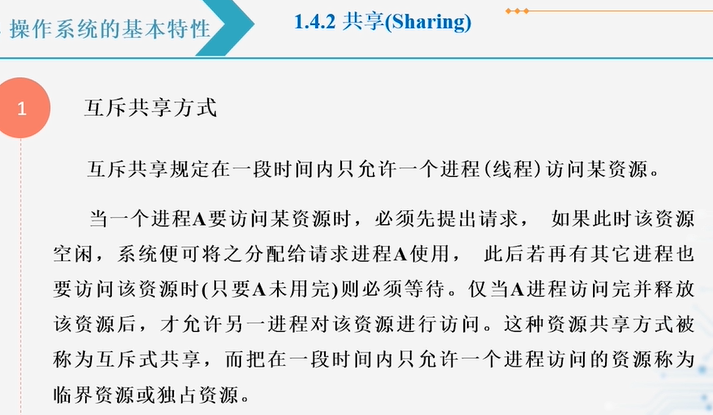 操作系统的基本特性
1.4.2 共享(Sharing)
1
互斥共享方式
互斥共享规定在一段时间内只允许一个进程(线程)访问某资源。
当一个进程A要访问某资源时，必须先提出请求， 如果此时该资源
空闲，系统便可将之分配给请求进程A使用， 此后若再有其它进程也
要访问该资源时(只要A未用完)则必须等待。仅当A进程访问完并释放
该资源后，才允许另一进程对该资源进行访问。这种资源共享方式被
称为互斥式共享，而把在一段时间内只允许一个进程访问的资源称为
临界资源或独占资源。